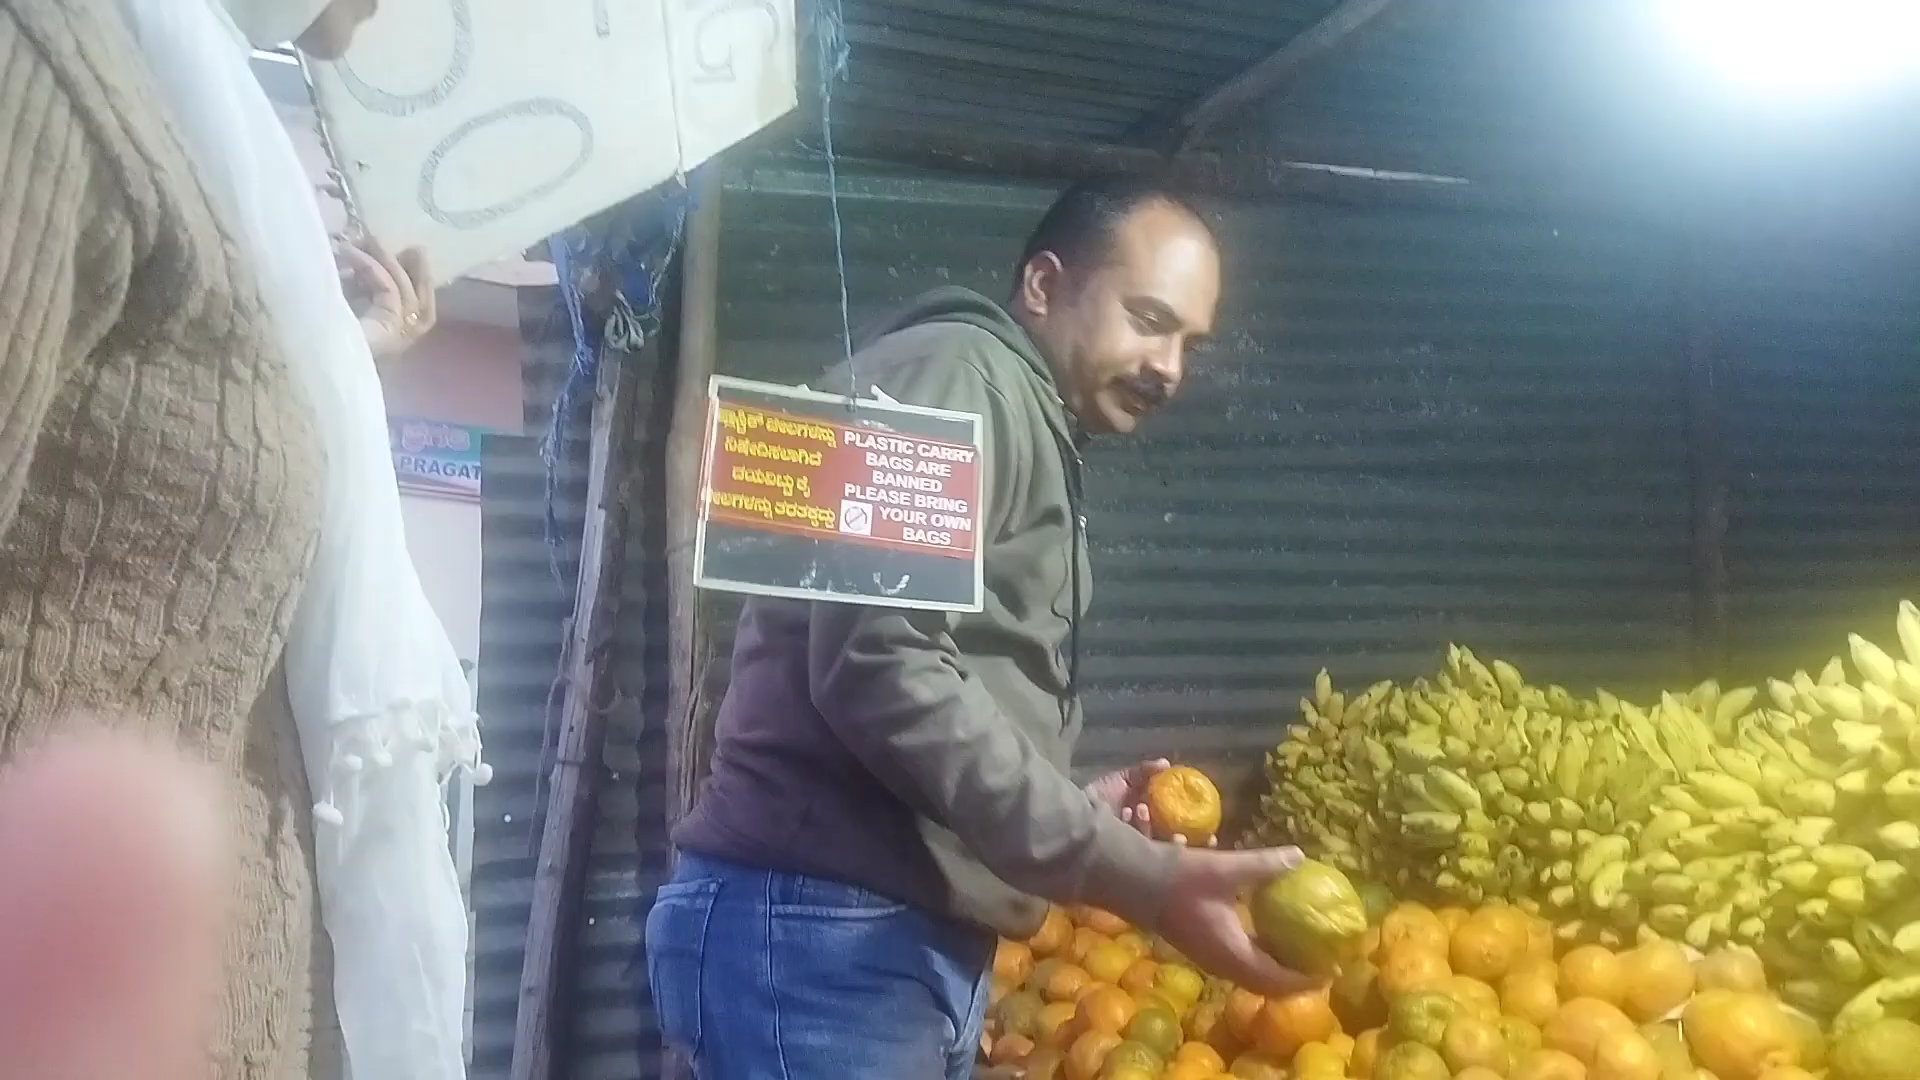 ಪ್ಲಾಸ್ಟಿಕ್ ಚೀಲಗಳನ್ನು
ನಿಷೇದಿಸಲಾಗಿದೆ
ದಯವಿಟ್ಟು ಕೈ
ಚೀಲಗಳನ್ನು ತರತಕ್ಕದ್ದು
PLASTIC CARRY
BAGS ARE
BANNED
PLEASE BRING
YOUR OWN
BAGS
PRAGAT